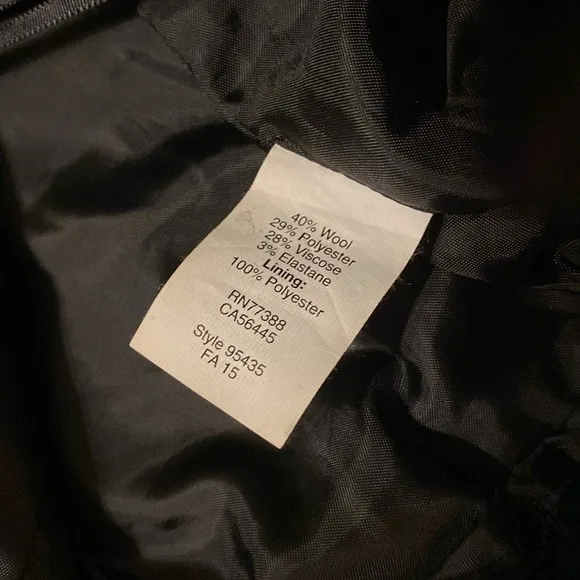 40% Wool
29% Polyester
28% Viscose
3% Elastane
Lining:
100% Polyester
RN77388
CA56445
Style 95435
FA 15